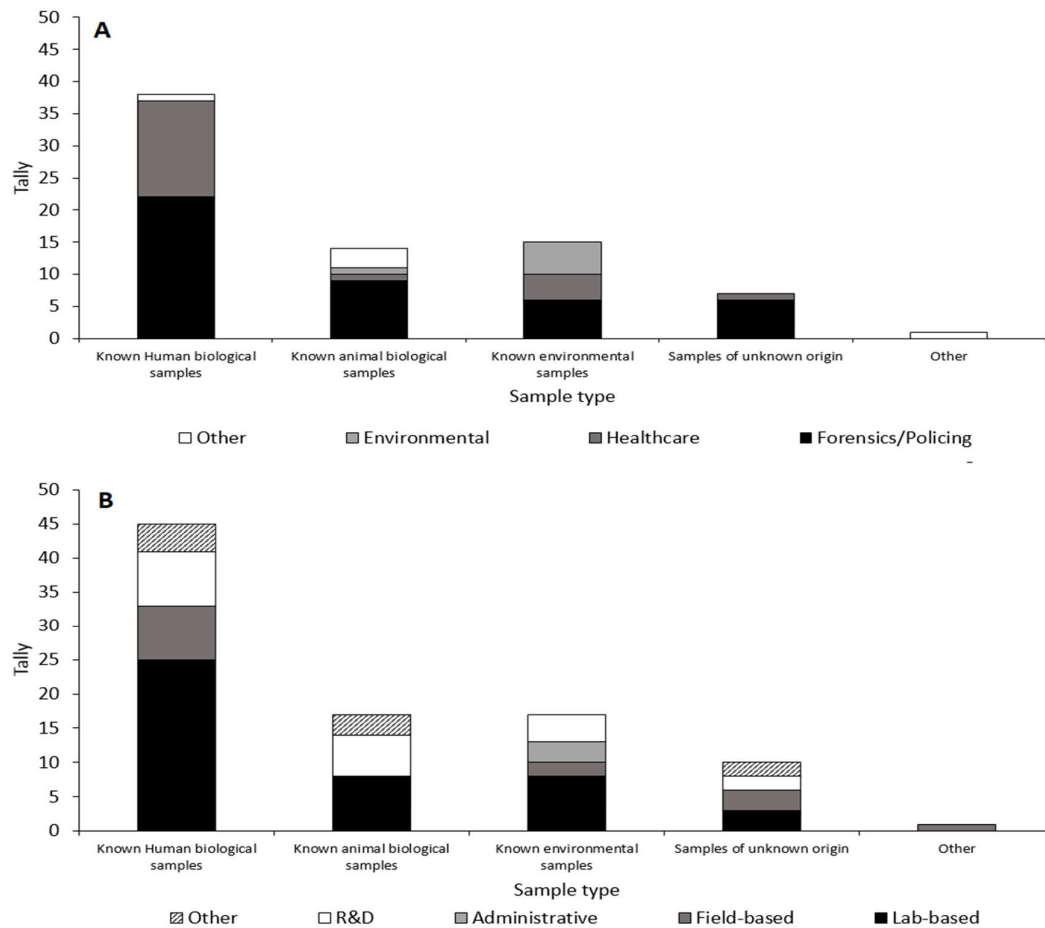 A
50
45
40
35
30
25
20
15
10
5
0
Tally
Known Human biological samples
Known animal biological samples
Known environmental samples
Samples of unknown origin
Other
Sample type
Other Environmental Healthcare Forensics/Policing
B
50
45
40
35
30
25
20
15
10
5
0
Tally
Known Human biological samples
Known animal biological samples
Known environmental samples
Samples of unknown origin
Other
Sample type
Other R&D Administrative Field-based Lab-based